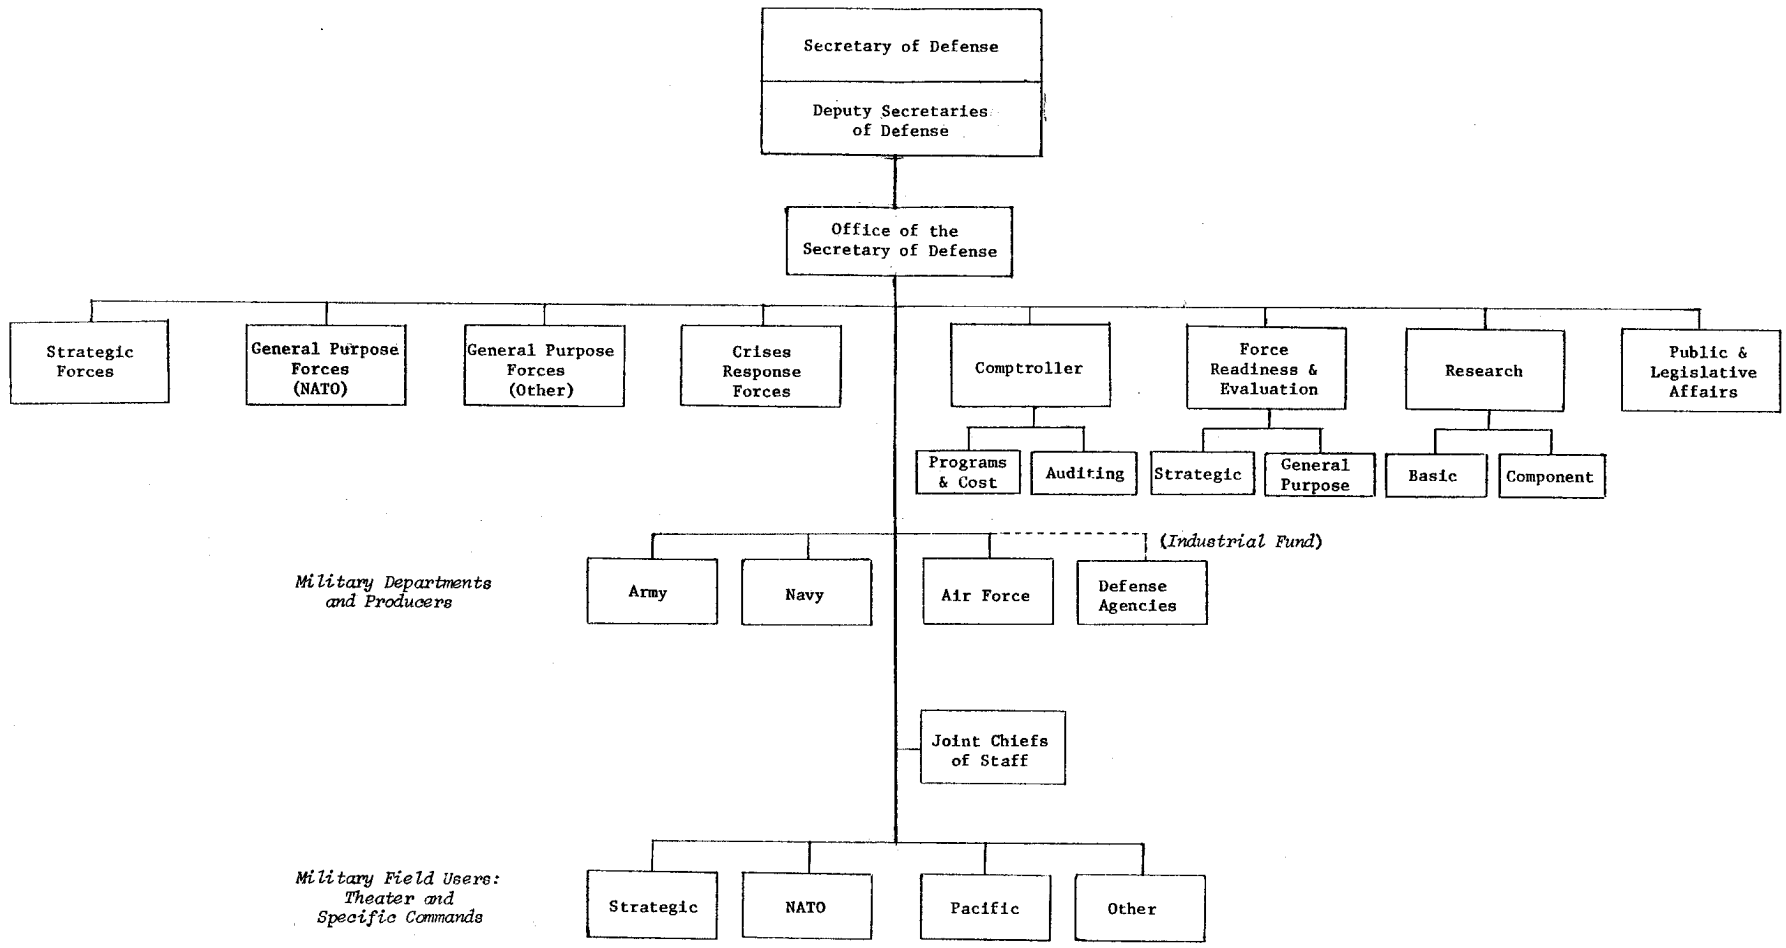 Secretary of Defense
Deputy Secretaries
of Defense
Office of the
Secretary of Defense
Strategic
Forces
General Purpose
Forces
(NATO)
General Purpose
Forces
(Other)
Crises
Response
Forces
Comptroller
Force
Readiness &
Evaluation
Research
Public &
Legislative
Affairs
Programs
& Cost
Auditing
Strategic
General
Purpose
Basic
Component
(Industrial Fund)
Military Departments
and Producers
Army
Navy
Air Force
Defense
Agencies
Joint Chiefs
of Staff
Military Field Users:
Theater and
Specific Commands
Strategic
NATO
Pacific
Other